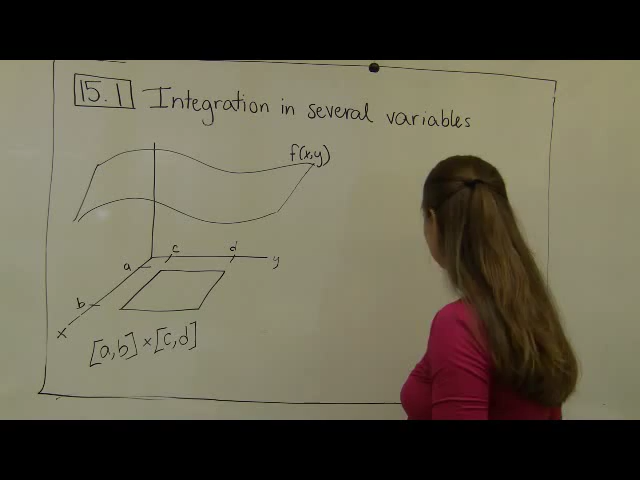 15.1 Integration in several variables
f(x,y)
c d
y
a
b
x
[a,b] × [c,d]